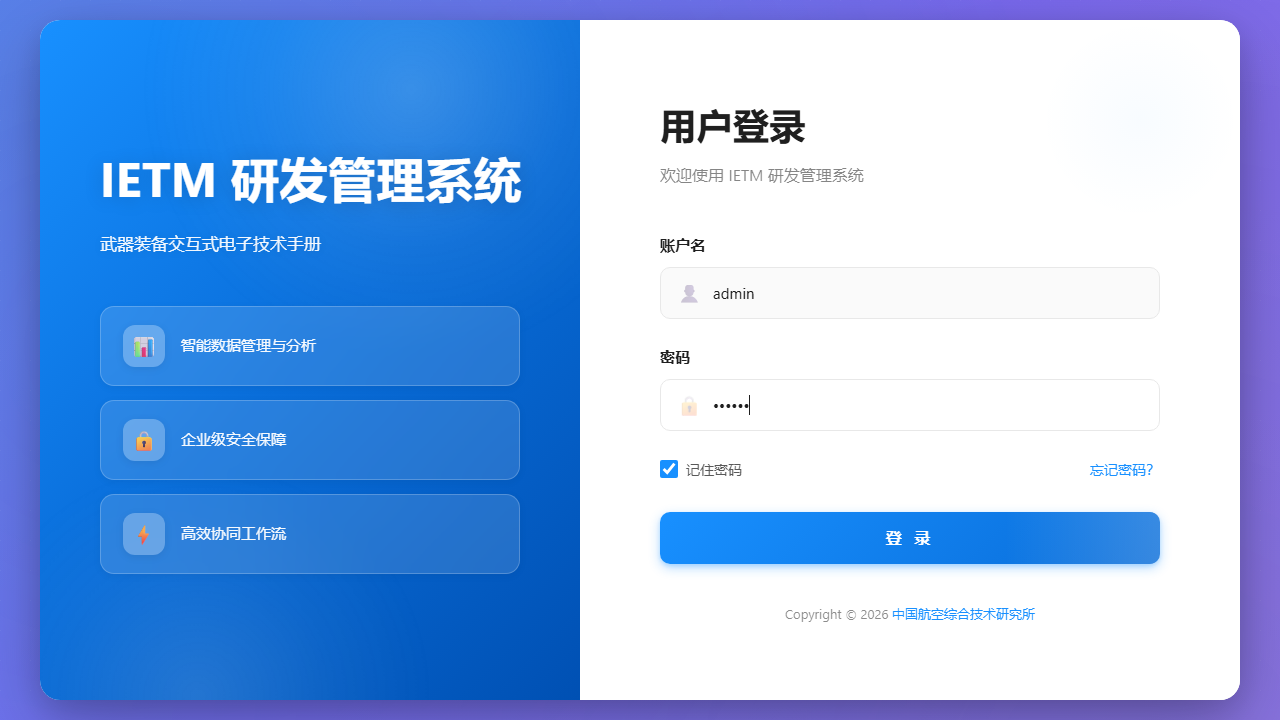 IETM 研发管理系统
武器装备交互式电子技术手册
智能数据管理与分析
企业级安全保障
高效协同工作流
用户登录
欢迎使用 IETM 研发管理系统
账户名
admin
密码
••••••
记住密码
忘记密码?
登 录
Copyright © 2026 中国航空综合技术研究所